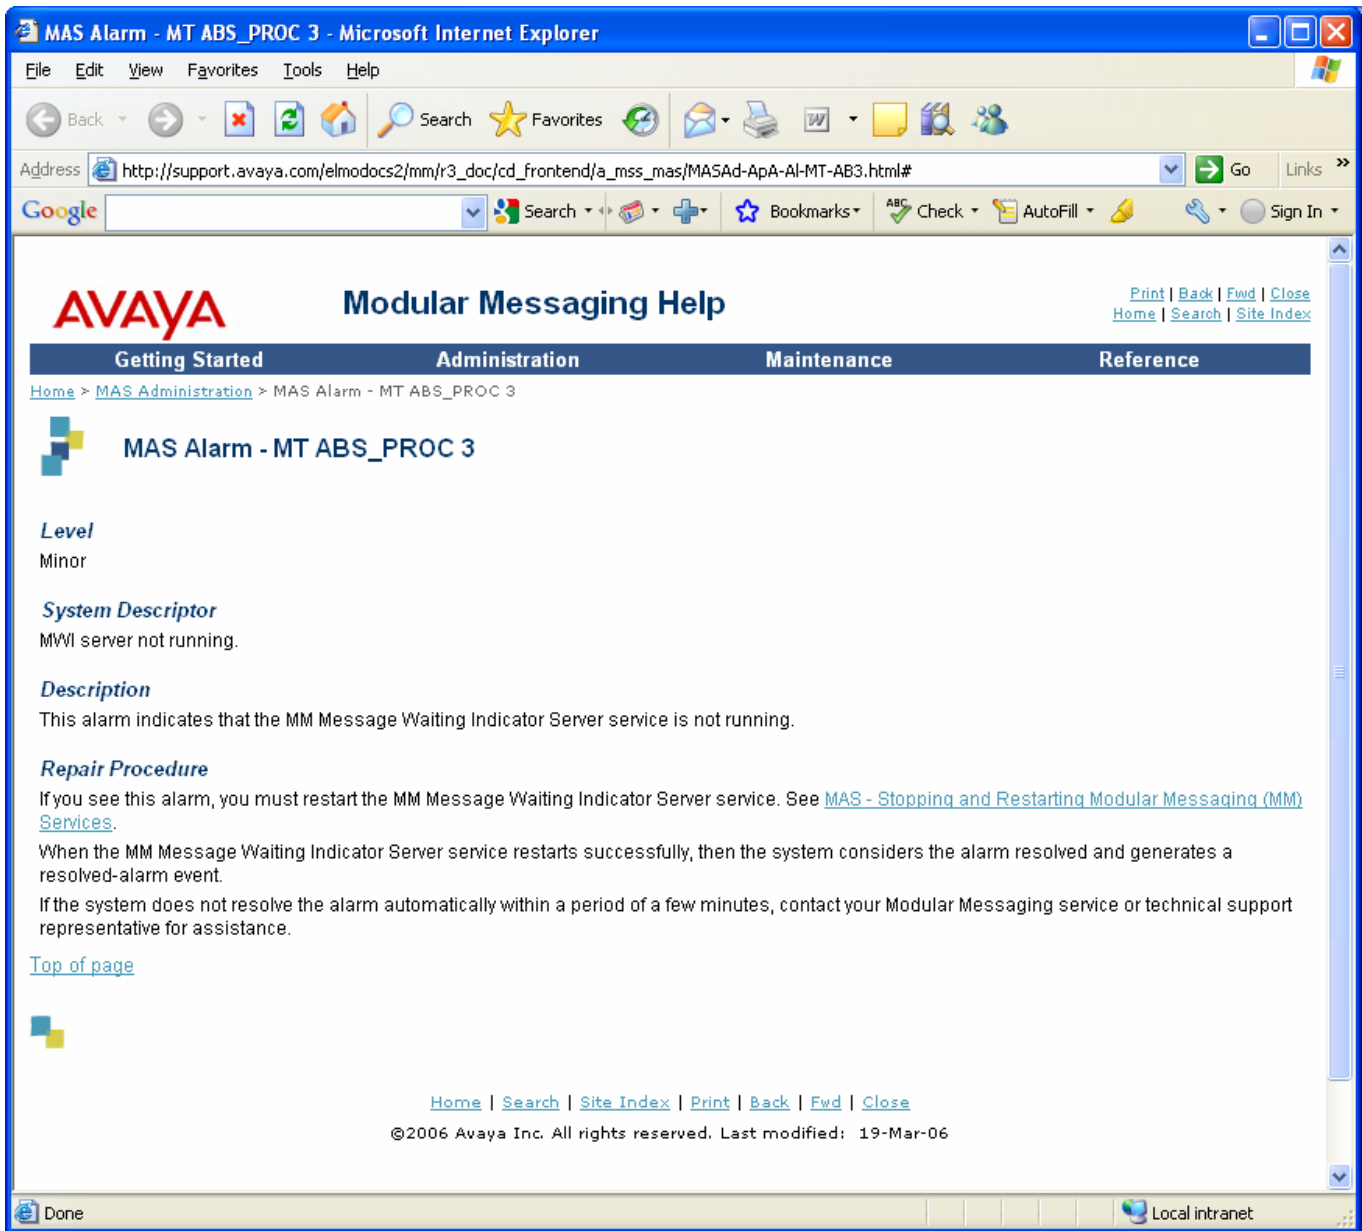 MAS Alarm - MT ABS_PROC 3 - Microsoft Internet Explorer
File Edit View Favorites Tools Help
Back Search Favorites
Address http://support.avaya.com/elmodocs2/mm/r3_doc/cd_frontend/a_mss_mas/MASAd-ApA-Al-MT-AB3.html# Go Links »
Google Search Bookmarks ABC Check AutoFill Sign In
AVAYA Modular Messaging Help
Print | Back | Fwd | Close
Home | Search | Site Index
Getting Started Administration Maintenance Reference
Home > MAS Administration > MAS Alarm - MT ABS_PROC 3
MAS Alarm - MT ABS_PROC 3
Level
Minor
System Descriptor
MWI server not running.
Description
This alarm indicates that the MM Message Waiting Indicator Server service is not running.
Repair Procedure
If you see this alarm, you must restart the MM Message Waiting Indicator Server service. See MAS - Stopping and Restarting Modular Messaging (MM)
Services.
When the MM Message Waiting Indicator Server service restarts successfully, then the system considers the alarm resolved and generates a
resolved-alarm event.
If the system does not resolve the alarm automatically within a period of a few minutes, contact your Modular Messaging service or technical support
representative for assistance.
Top of page
Home | Search | Site Index | Print | Back | Fwd | Close
©2006 Avaya Inc. All rights reserved. Last modified: 19-Mar-06
Done Local intranet